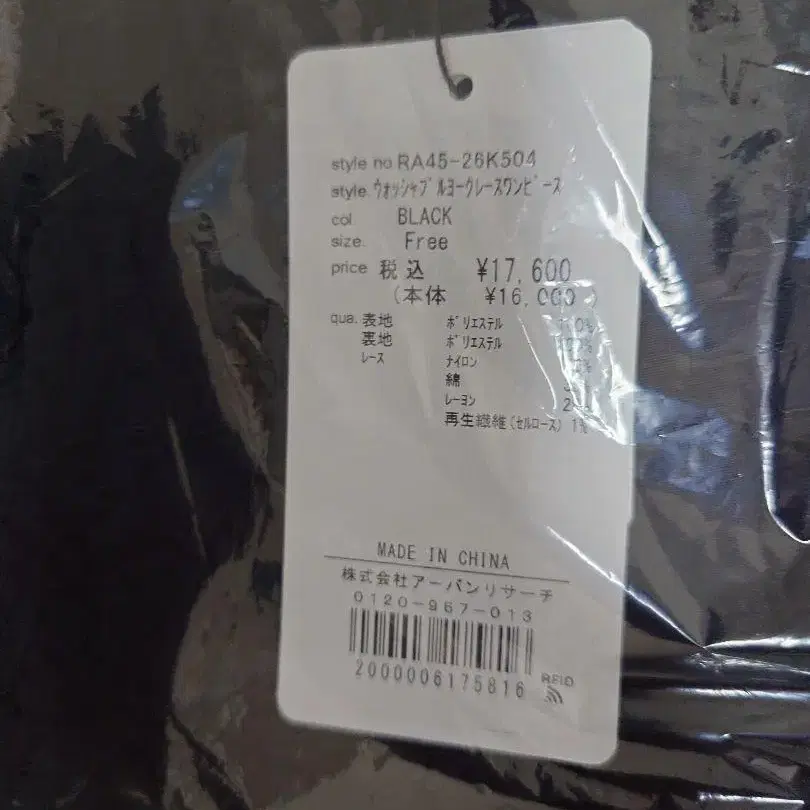 style no RA45-26K504
style. ウォッシャブルヨークレースワンピース
col BLACK
size. Free
price 税込 ¥17,600
(本体 ¥16,000)
qua. 表地 ポリエステル
裏地 ポリエステル
レース ナイロン
綿
レーヨン
再生繊維(セルロース) 1%
MADE IN CHINA
株式会社アーバンリサーチ
0120-967-013
2000006175816
RFID